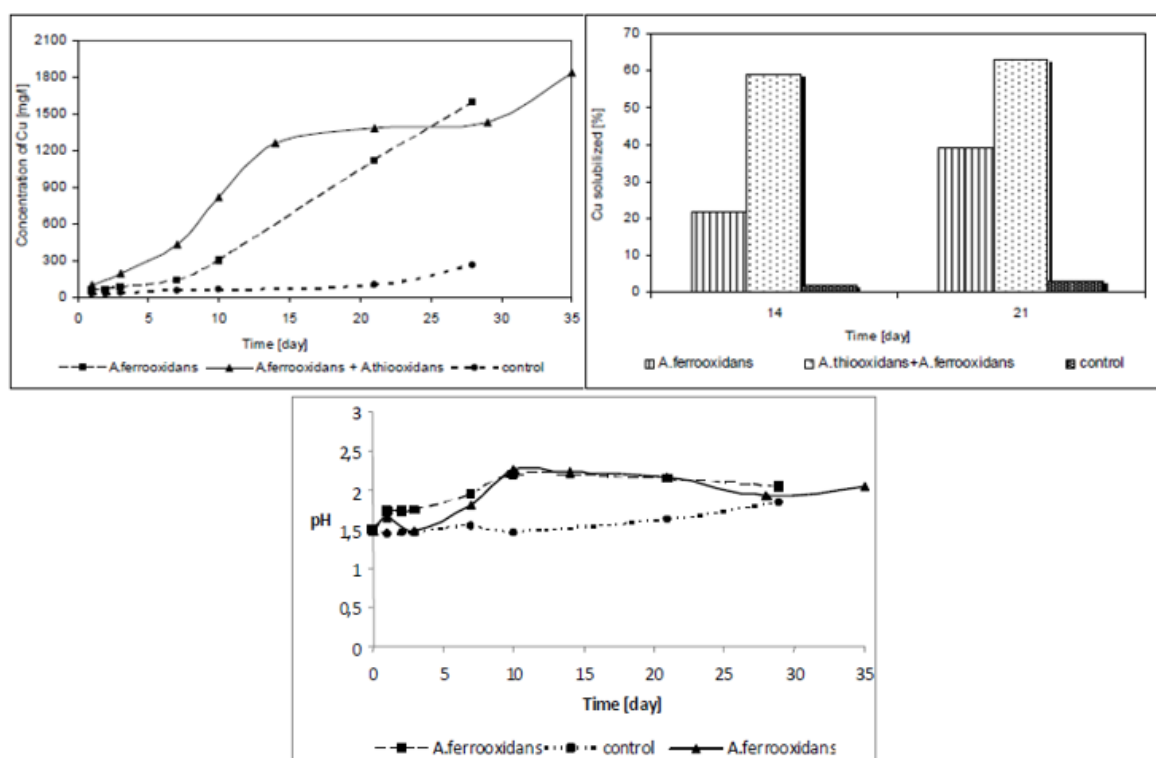 2100
1800
1500
1200
900
600
300
0
Concentration of Cu [mg/l]
0 5 10 15 20 25 30 35
Time [day]
A.ferrooxidans A.ferrooxidans + A.thiooxidans control
70
60
50
40
30
20
10
0
Cu solubilized [%]
14 21
Time [day]
A.ferrooxidans A.thiooxidans+A.ferrooxidans control
3
2,5
2
1,5
1
0,5
0
pH
0 5 10 15 20 25 30 35
Time [day]
A.ferrooxidans control A.ferrooxidans